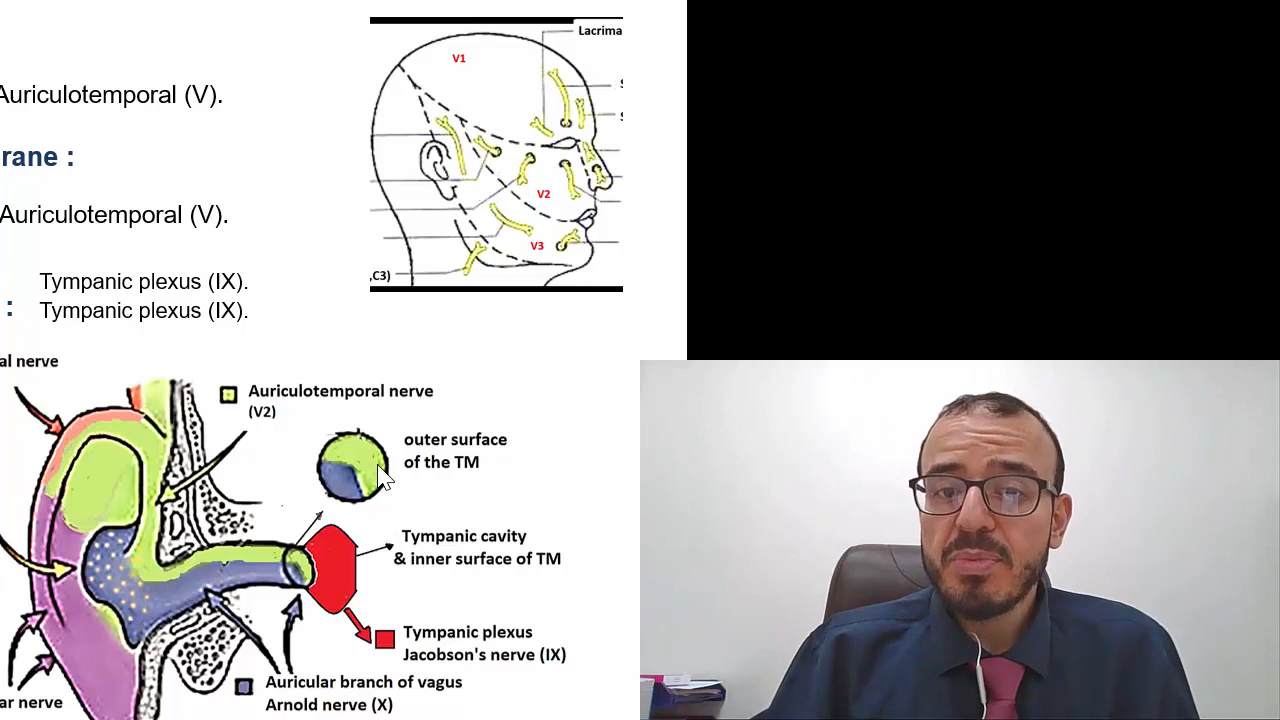 Lacrima
V1
Auriculotemporal (V).
rane :
Auriculotemporal (V).
V2
V3
,C3)
Tympanic plexus (IX).
: Tympanic plexus (IX).
al nerve
Auriculotemporal nerve
(V2)
outer surface
of the TM
Tympanic cavity
& inner surface of TM
Tympanic plexus
Jacobson's nerve (IX)
Auricular branch of vagus
Arnold nerve (X)
ar nerve